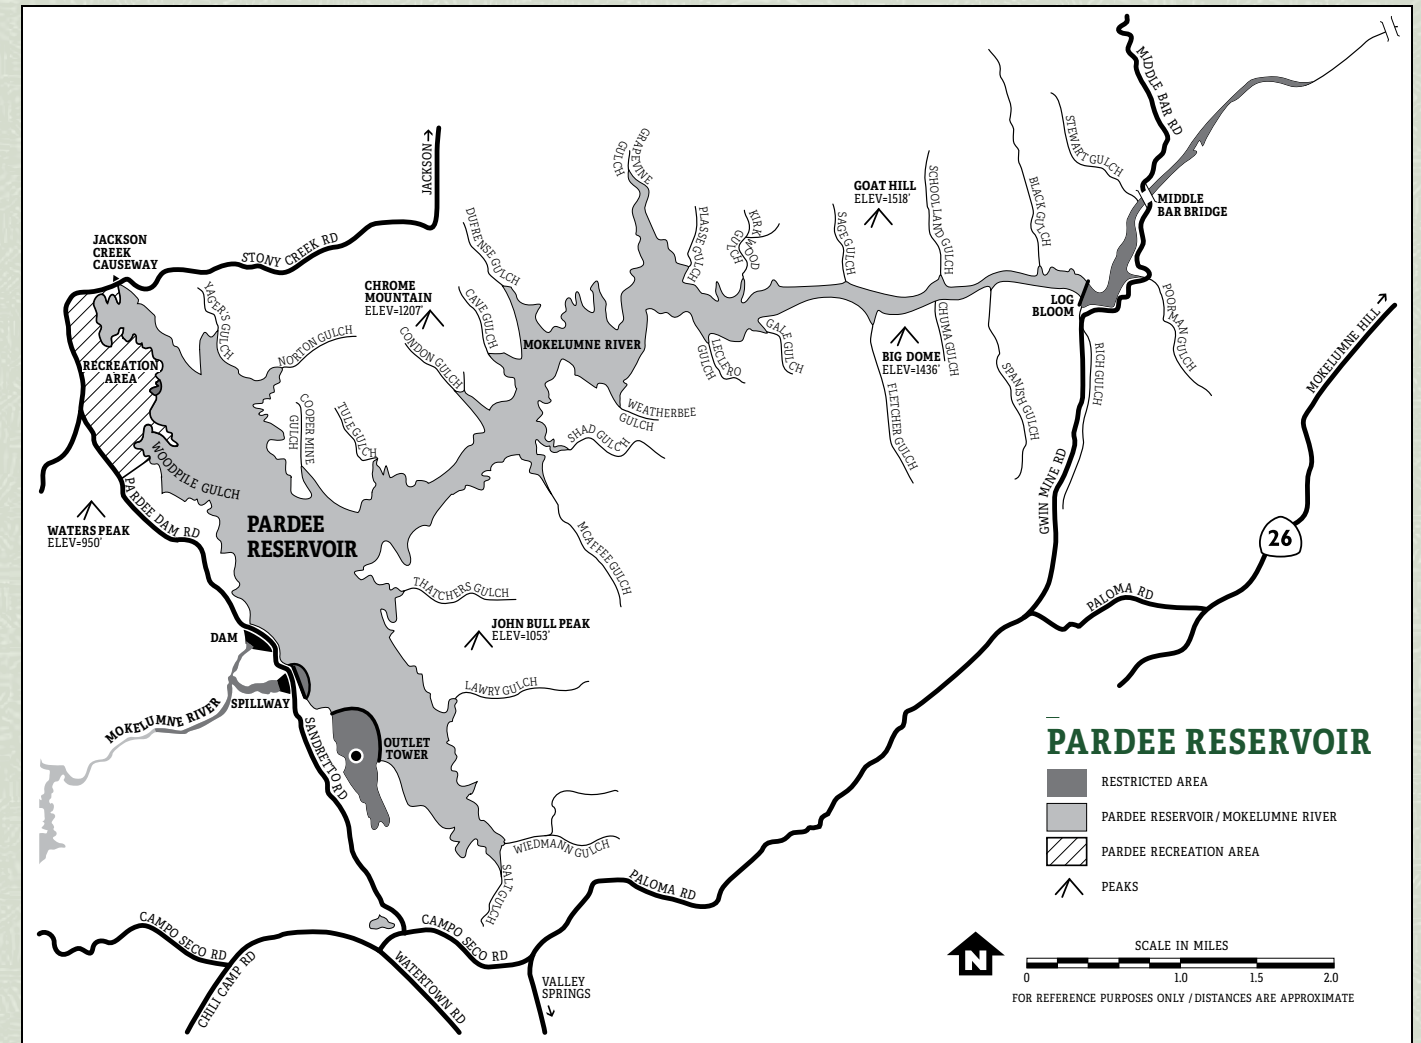 MIDDLE BAR RD
STEWART GULCH
GRAPEVINE
GULCH
JACKSON
BLACK GULCH
SCHOOL LAND GULCH
GOAT HILL
ELEV=1518'
MIDDLE
BAR BRIDGE
DUFRENSE GULCH
PLASSE GULCH
KIRKWOOD
GULCH
SAGE GULCH
JACKSON
CREEK
CAUSEWAY
STONY CREEK RD
YAGER'S GULCH
CHROME
MOUNTAIN
ELEV=1207'
CAVE GULCH
LOG
BLOOM
POORMAN GULCH
MOKELUMNE HILL
NORTON GULCH
CONDON GULCH
MOKELUMNE RIVER
LECLERO
GULCH
GALE GULCH
BIG DOME
ELEV=1436'
CHUMA GULCH
RICH GULCH
RECREATION
AREA
COOPER MINE
GULCH
TULE GULCH
WEATHERBEE
GULCH
SHAD GULCH
FLETCHER GULCH
SPANISH GULCH
WOODPILE GULCH
GWIN MINE RD
WATERS PEAK
ELEV=950'
PARDEE DAM RD
PARDEE
RESERVOIR
MCAFFEE GULCH
26
THATCHERS GULCH
PALOMA RD
DAM
JOHN BULL PEAK
ELEV=1053'
LAWRY GULCH
SPILLWAY
MOKELUMNE RIVER
SANDRETTO RD
OUTLET
TOWER
PARDEE RESERVOIR
RESTRICTED AREA
PARDEE RESERVOIR / MOKELUMNE RIVER
PARDEE RECREATION AREA
PEAKS
WIEDMANN GULCH
SALT GULCH
PALOMA RD
CAMPO SECO RD
CAMPO SECO RD
CHILI CAMP RD
WATERTOWN RD
VALLEY
SPRINGS
N
SCALE IN MILES
0 1.0 1.5 2.0
FOR REFERENCE PURPOSES ONLY / DISTANCES ARE APPROXIMATE